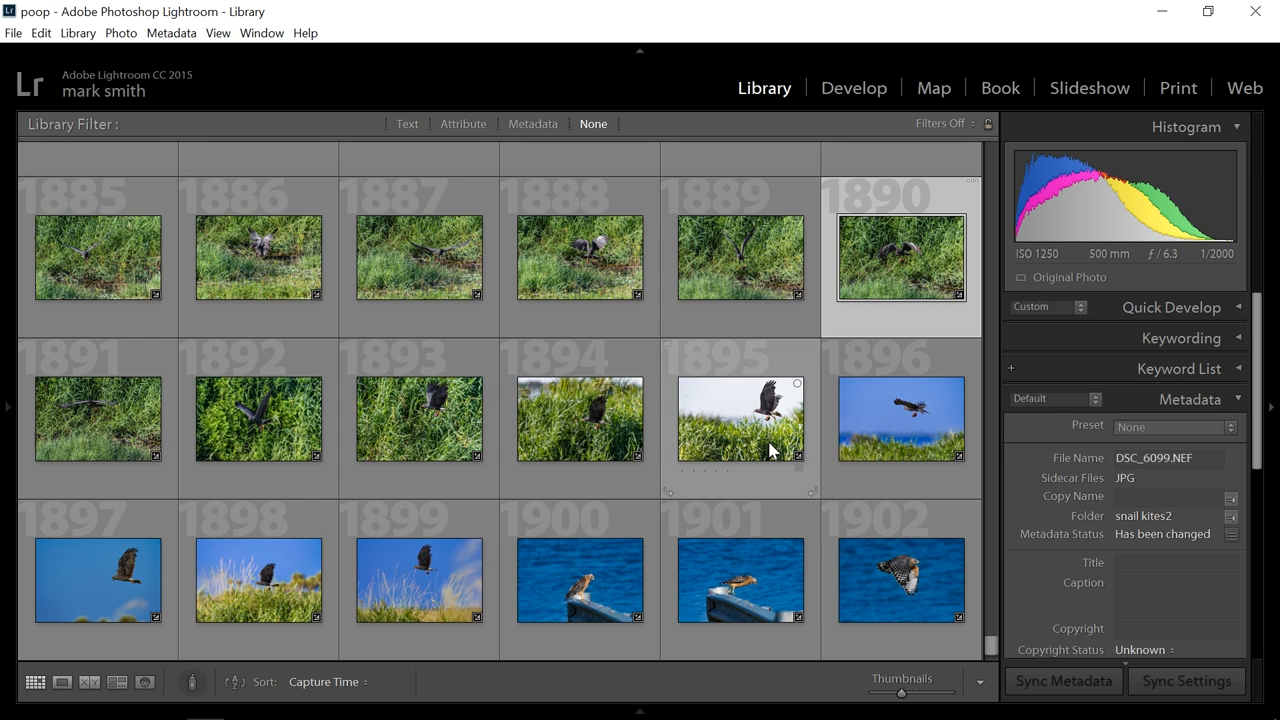 Lr poop - Adobe Photoshop Lightroom - Library
File Edit Library Photo Metadata View Window Help
Lr Adobe Lightroom CC 2015
mark smith
Library Develop Map Book Slideshow Print Web
Library Filter : Text Attribute Metadata None Filters Off
Histogram
1885 1886 1887 1888 1889 1890
ISO 1250 500 mm ƒ / 6.3 1/2000
Original Photo
Custom Quick Develop
Keywording
1891 1892 1893 1894 1895 1896
+ Keyword List
Default Metadata
Preset None
File Name DSC_6099.NEF
Sidecar Files JPG
Copy Name
Folder snail kites2
Metadata Status Has been changed
1897 1898 1899 1900 1901 1902
Title
Caption
Copyright
Copyright Status Unknown
XY AZ Sort: Capture Time Thumbnails
Sync Metadata Sync Settings